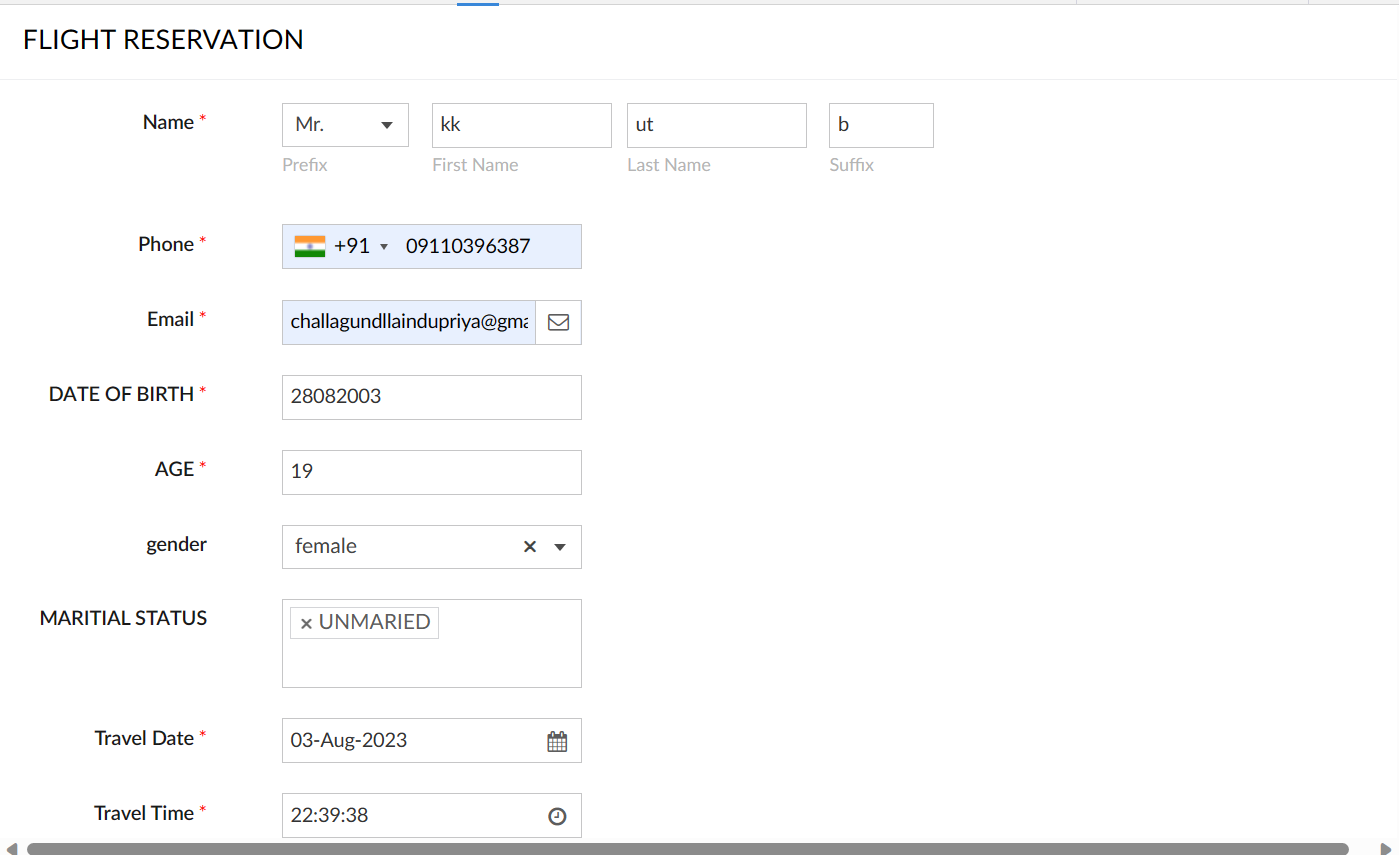 FLIGHT RESERVATION
Name * Mr. kk ut b
Prefix First Name Last Name Suffix
Phone * +91 09110396387
Email * challagundllaindupriya@gma
DATE OF BIRTH * 28082003
AGE * 19
gender female
MARITIAL STATUS × UNMARIED
Travel Date * 03-Aug-2023
Travel Time * 22:39:38